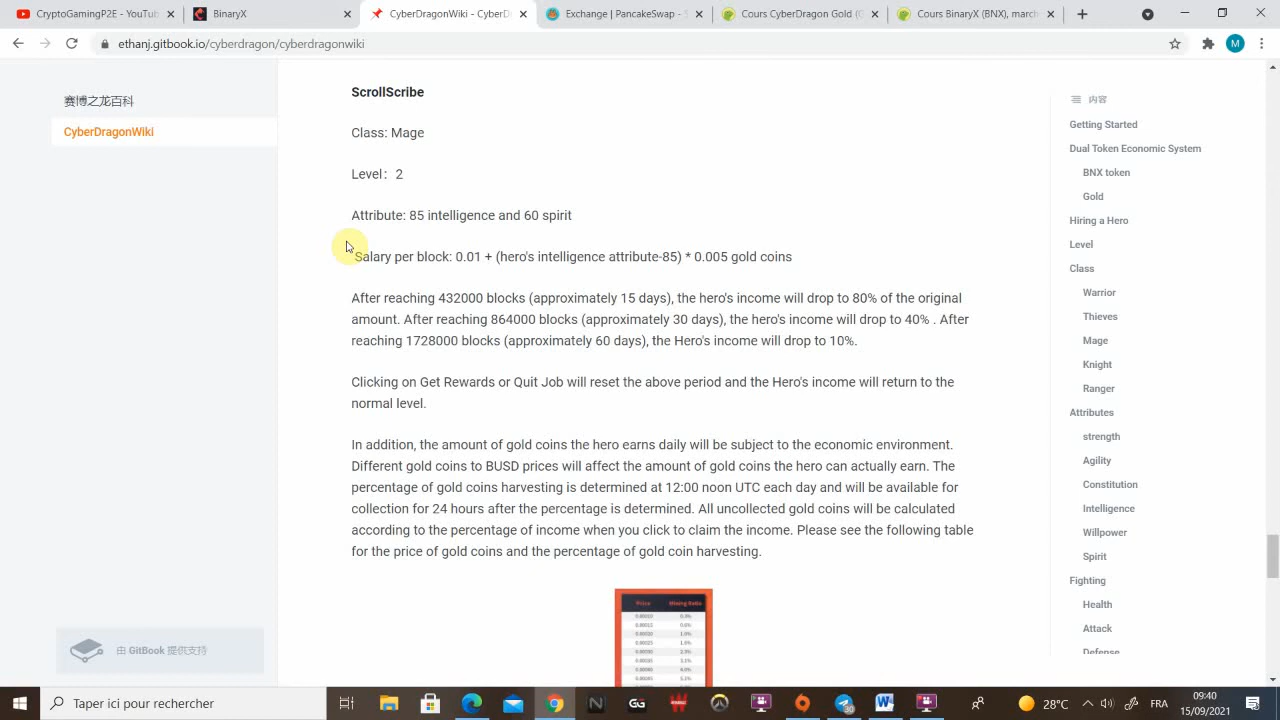 CryptoGamingP2E - YouTub
BinaryX
CyberDragonWiki - CyberD
Exchange | PancakeSwap - S
Cours CyberDragon Gold (G
Cours BinaryX (BNX), march
ethanj.gitbook.io/cyberdragon/cyberdragonwiki
M
赛博之龙百科
CyberDragonWiki
ScrollScribe
Class: Mage
Level：2
Attribute: 85 intelligence and 60 spirit
Salary per block: 0.01 + (hero's intelligence attribute-85) * 0.005 gold coins
After reaching 432000 blocks (approximately 15 days), the hero's income will drop to 80% of the original
amount. After reaching 864000 blocks (approximately 30 days), the hero's income will drop to 40% . After
reaching 1728000 blocks (approximately 60 days), the Hero's income will drop to 10%.
Clicking on Get Rewards or Quit Job will reset the above period and the Hero's income will return to the
normal level.
In addtion, the amount of gold coins the hero earns daily will be subject to the economic environment.
Different gold coins to BUSD prices will affect the amount of gold coins the hero can actually earn. The
percentage of gold coins harvesting is determined at 12:00 noon UTC each day and will be available for
collection for 24 hours after the percentage is determined. All uncollected gold coins will be calculated
according to the percentage of income when you click to claim the income. Please see the following table
for the price of gold coins and the percentage of gold coin harvesting.
Price Mining Ratio
内容
Getting Started
Dual Token Economic System
BNX token
Gold
Hiring a Hero
Level
Class
Warrior
Thieves
Mage
Knight
Ranger
Attributes
strength
Agility
Constitution
Intelligence
Willpower
Spirit
Fighting
Health
Attack
Defense
由 GitBook 提供支持
Taper ici pour rechercher
GG
28°C
FRA
09:40
15/09/2021